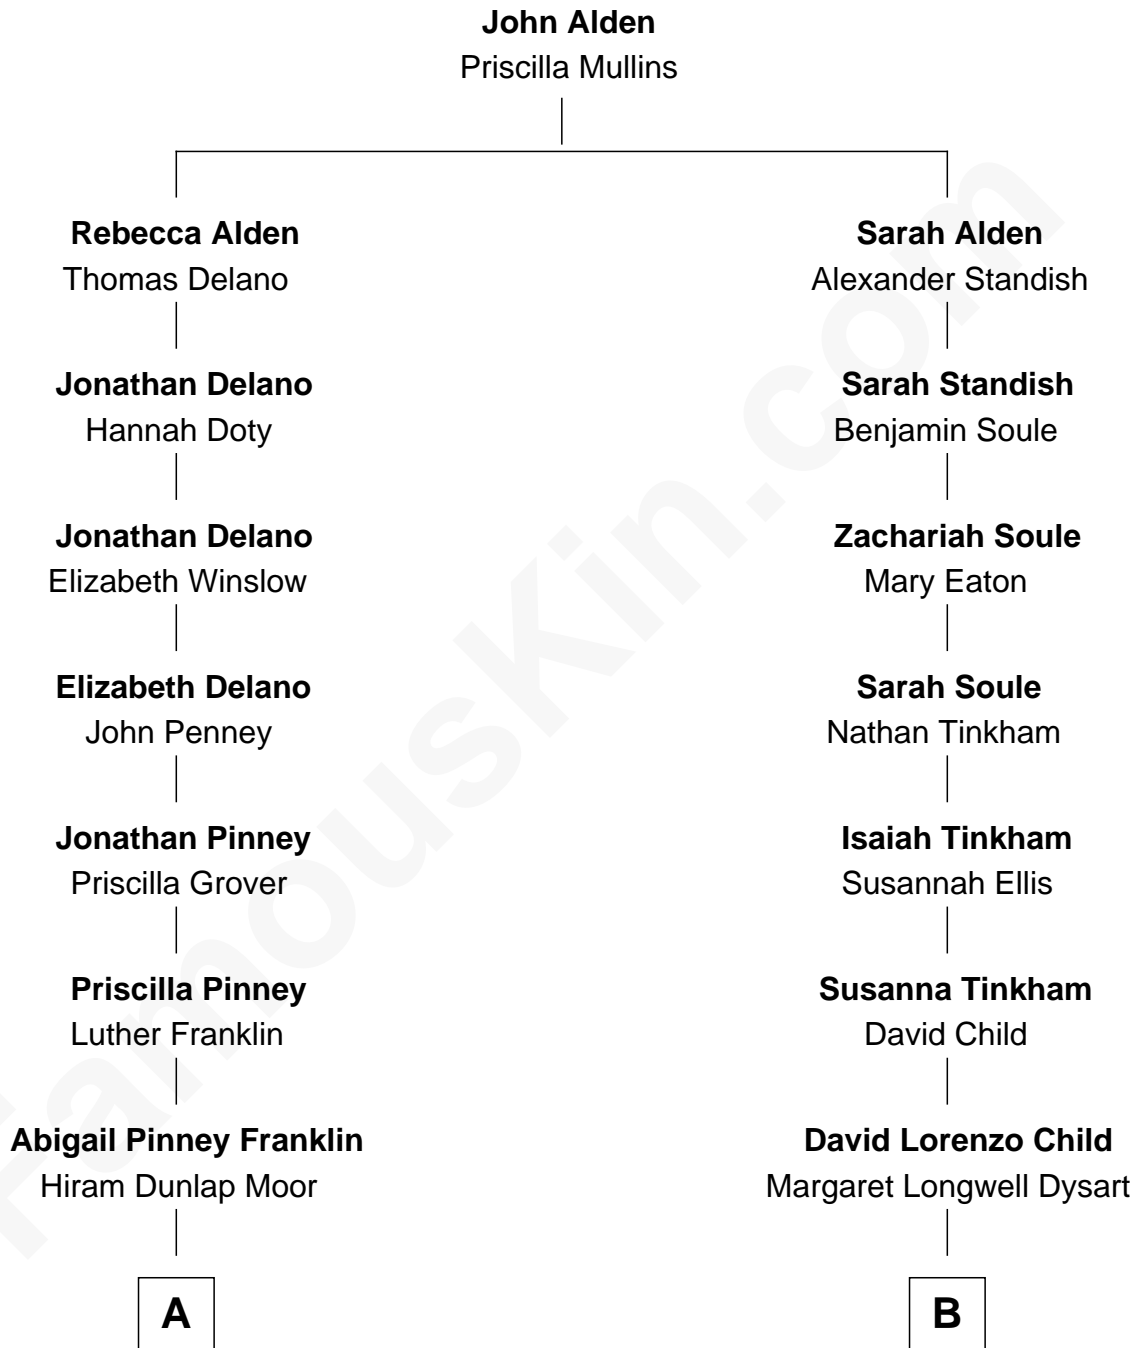 John Alden
Priscilla Mullins
Rebecca Alden
Thomas Delano
Sarah Alden
Alexander Standish
Jonathan Delano
Hannah Doty
Sarah Standish
Benjamin Soule
Jonathan Delano
Elizabeth Winslow
Zachariah Soule
Mary Eaton
Elizabeth Delano
John Penney
Sarah Soule
Nathan Tinkham
Jonathan Pinney
Priscilla Grover
Isaiah Tinkham
Susannah Ellis
Priscilla Pinney
Luther Franklin
Susanna Tinkham
David Child
Abigail Pinney Franklin
Hiram Dunlap Moor
David Lorenzo Child
Margaret Longwell Dysart
A
B
FamousKin.com